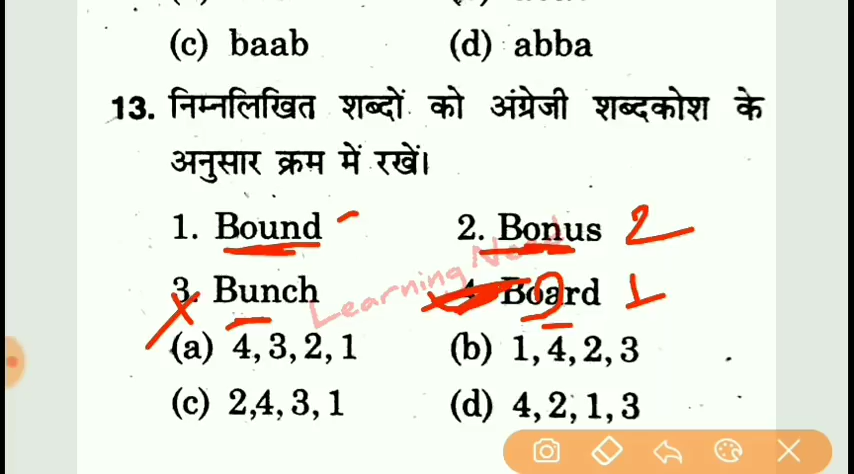 (c) baab (d) abba
13. निम्नलिखित शब्दों को अंग्रेजी शब्दकोश के
अनुसार क्रम में रखें।
1. Bound 2. Bonus 2
3. Bunch Board 1
Learning
(a) 4, 3, 2, 1 (b) 1, 4, 2, 3
(c) 2,4, 3, 1 (d) 4, 2, 1, 3